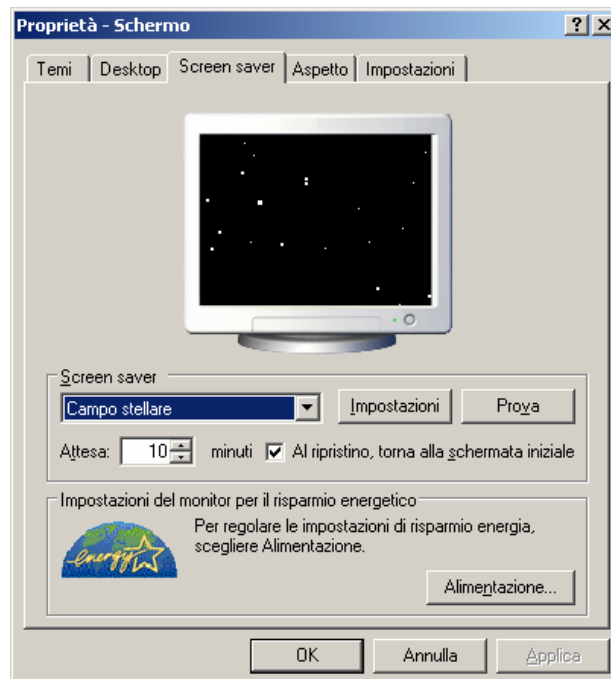 Proprietà - Schermo
Temi Desktop Screen saver Aspetto Impostazioni
Screen saver
Campo stellare Impostazioni Prova
Attesa: 10 minuti Al ripristino, torna alla schermata iniziale
Impostazioni del monitor per il risparmio energetico
Per regolare le impostazioni di risparmio energia,
scegliere Alimentazione.
energy
Alimentazione...
OK Annulla Applica